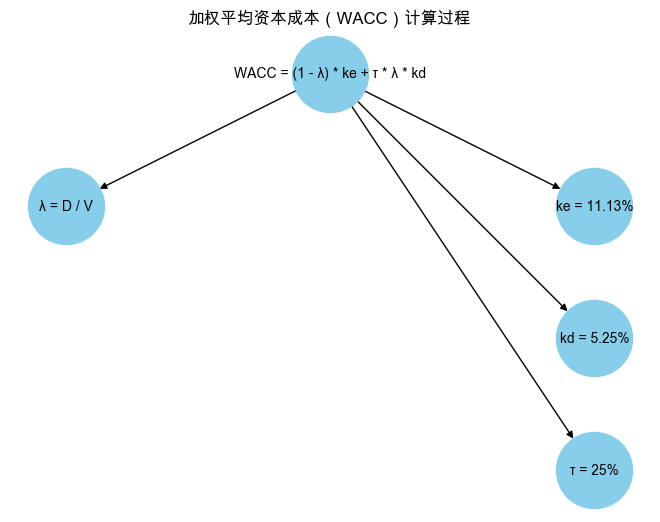 加权平均资本成本（WACC）计算过程
WACC = (1 - λ) * ke + τ * λ * kd
λ = D / V
ke = 11.13%
kd = 5.25%
τ = 25%